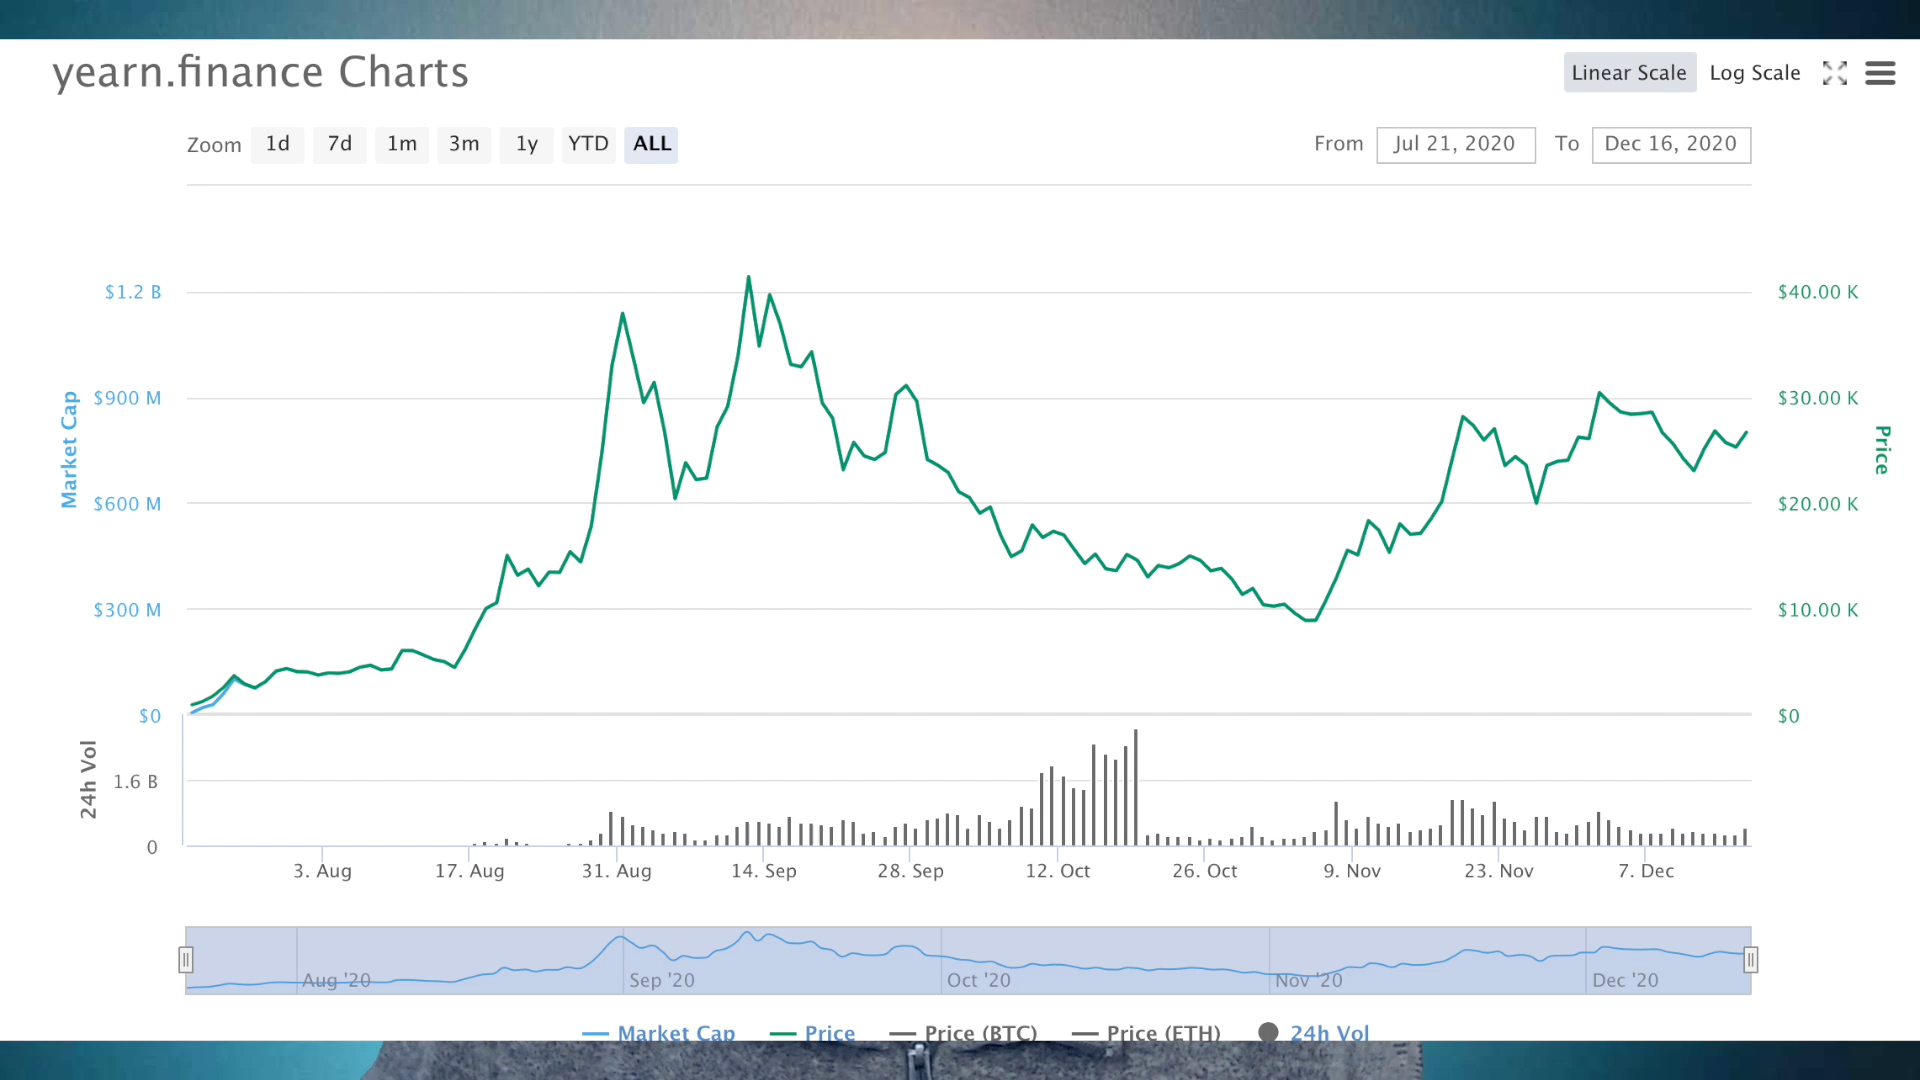 yearn.finance Charts
Linear Scale Log Scale
Zoom 1d 7d 1m 3m 1y YTD ALL
From Jul 21, 2020 To Dec 16, 2020
$1.2 B $40.00 K
$900 M $30.00 K
Market Cap
Price
$600 M $20.00 K
$300 M $10.00 K
$0 $0
24h Vol
1.6 B
0
3. Aug 17. Aug 31. Aug 14. Sep 28. Sep 12. Oct 26. Oct 9. Nov 23. Nov 7. Dec
Aug '20 Sep '20 Oct '20 Nov '20 Dec '20
Market Cap Price Price (BTC) Price (ETH) 24h Vol